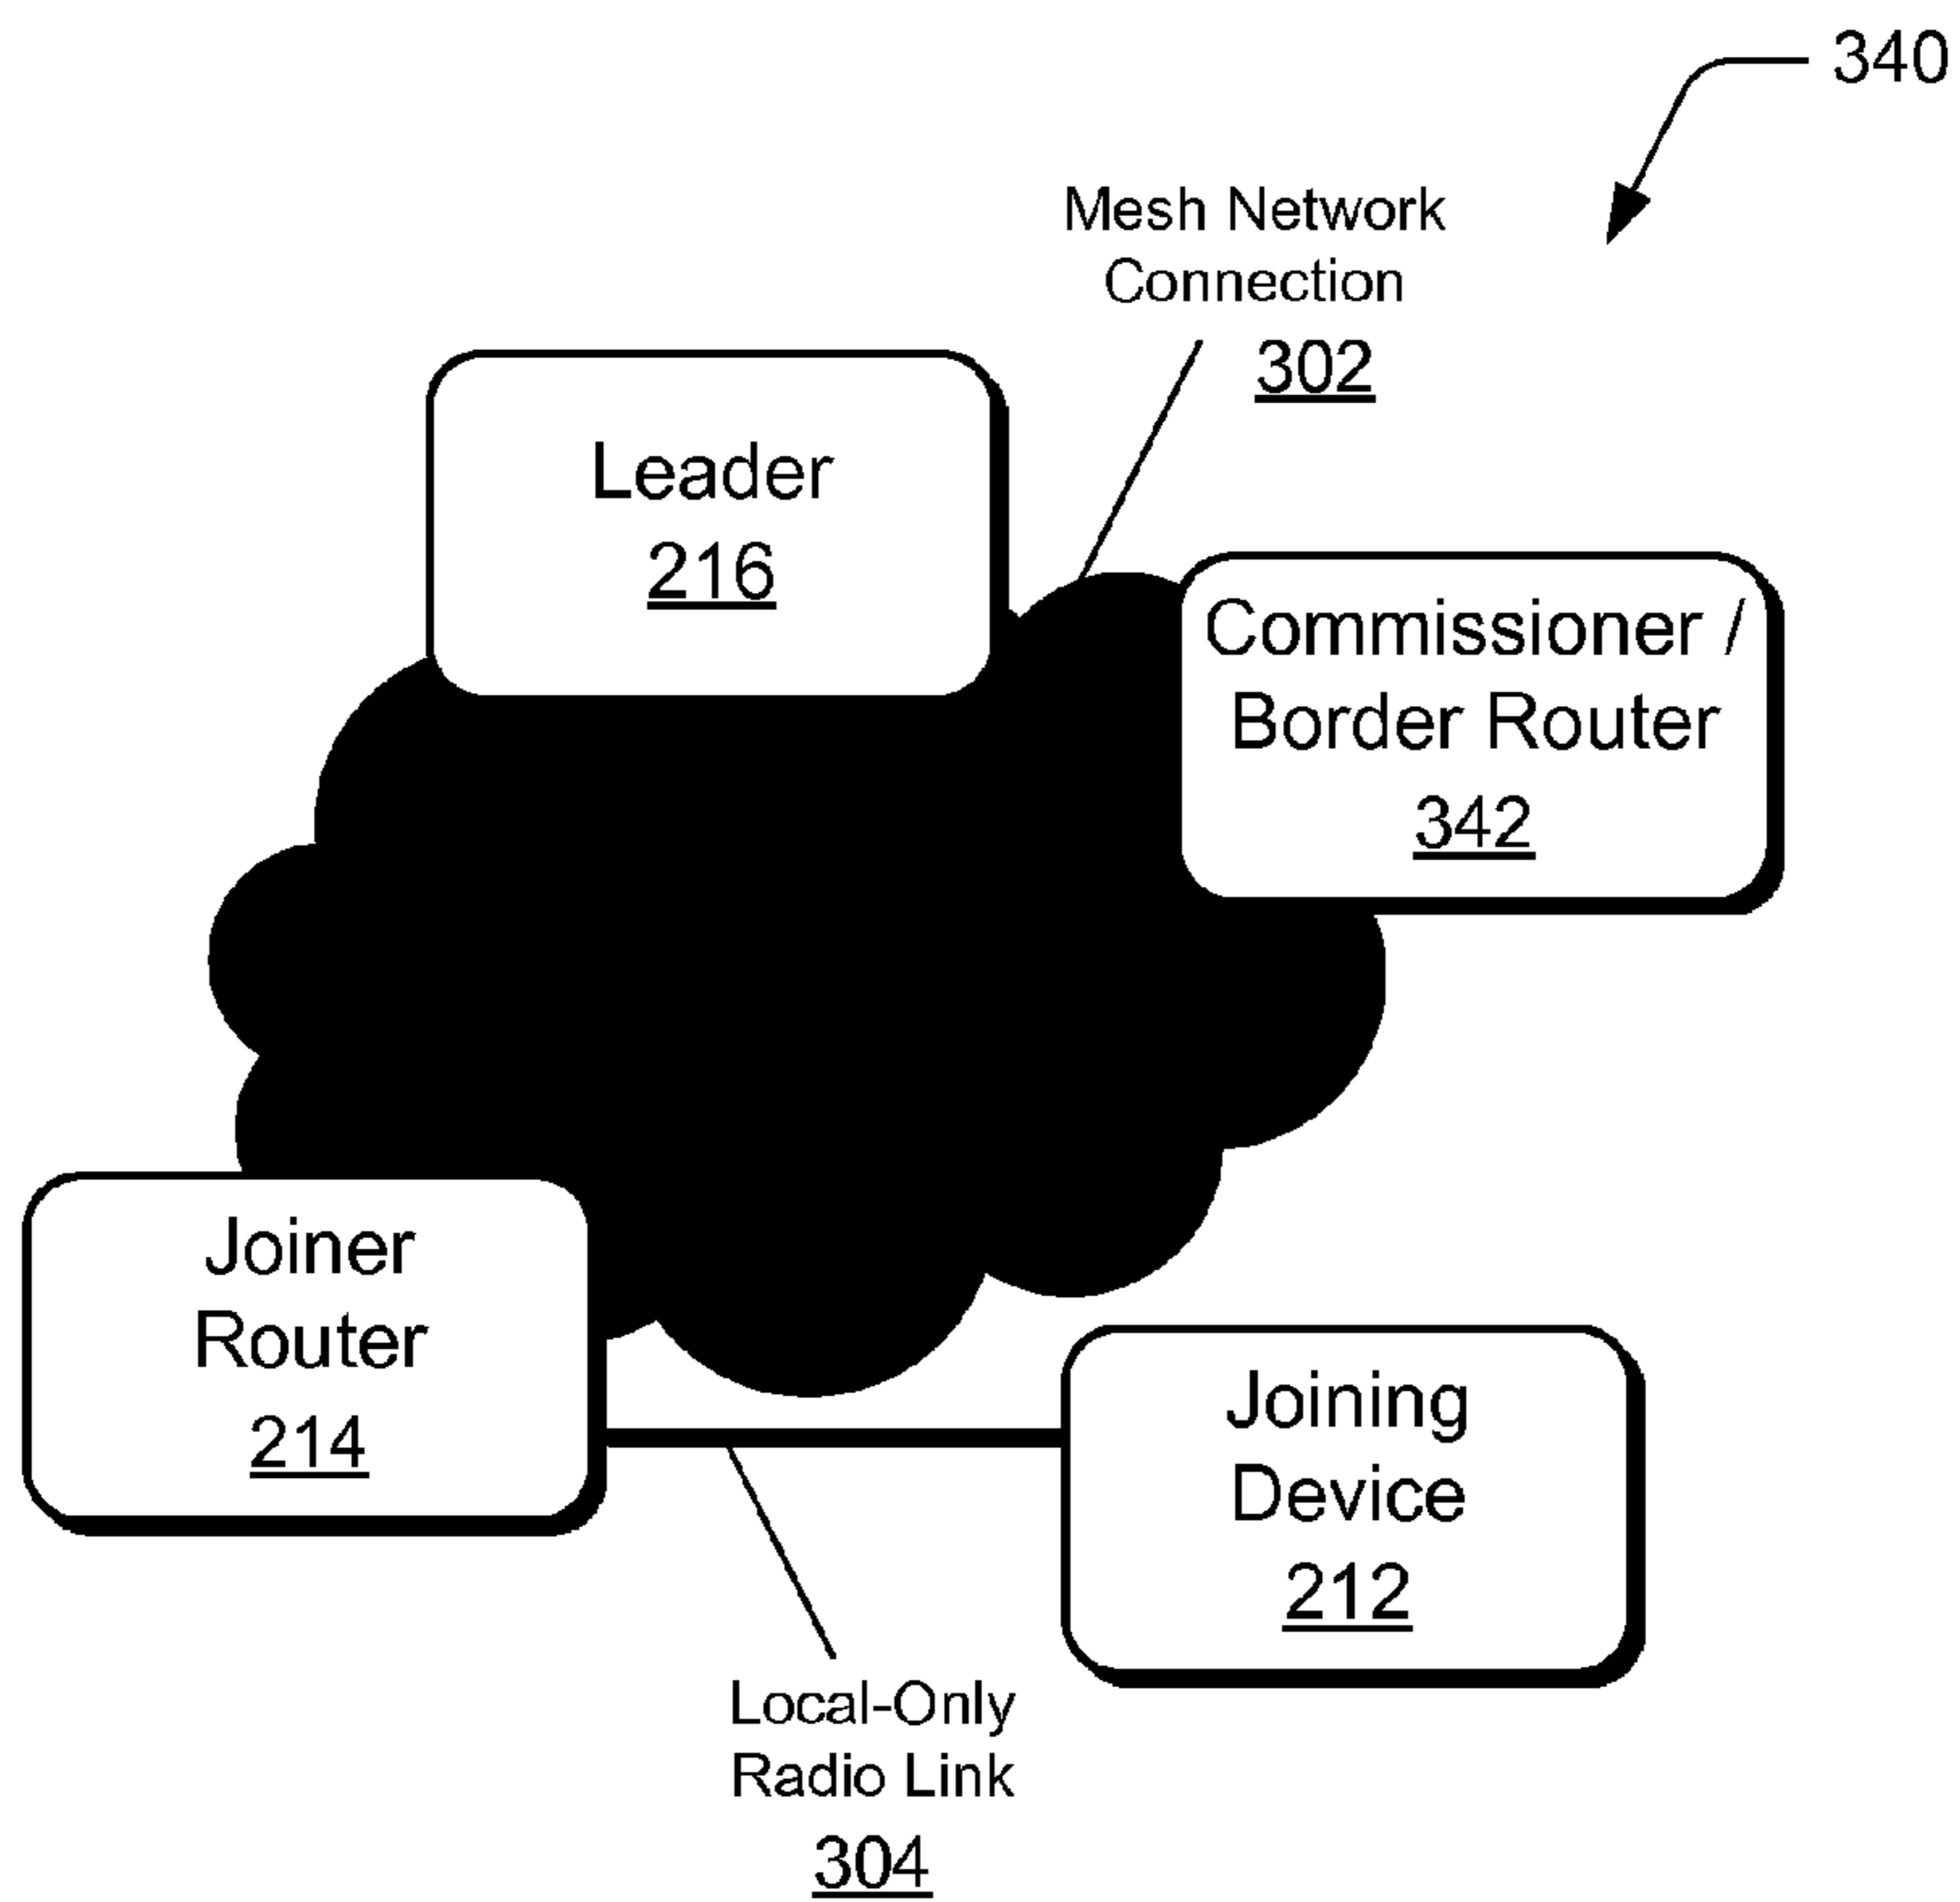 340
Mesh Network
Connection
302
Leader
216
Commissioner /
Border Router
342
Joiner
Router
214
Joining
Device
212
Local-Only
Radio Link
304